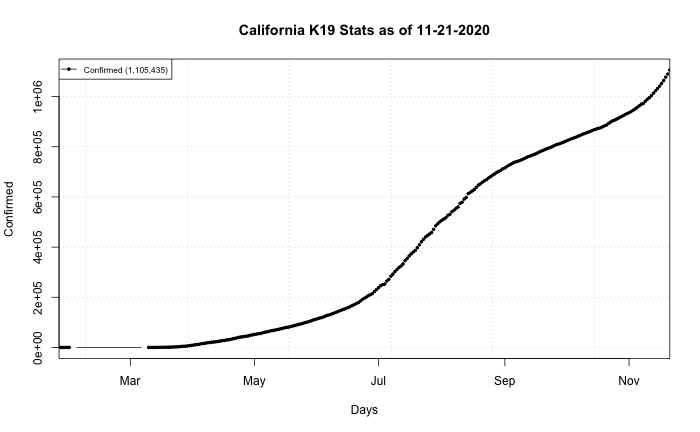 California K19 Stats as of 11-21-2020
Confirmed (1,105,435)
1e+06
8e+05
6e+05
4e+05
2e+05
0e+00
Confirmed
Mar May Jul Sep Nov
Days